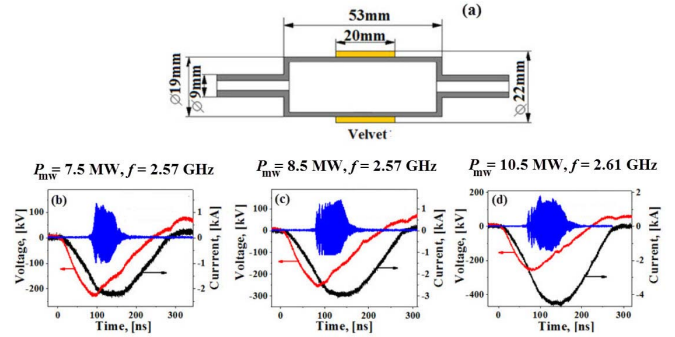 53mm
(a)
20mm
Ø19mm
Ø9mm
Ø22mm
Velvet
Pmw = 7.5 MW, f = 2.57 GHz
Pmw = 8.5 MW, f = 2.57 GHz
Pmw = 10.5 MW, f = 2.61 GHz
(b)
Voltage, [kV]
100
0
-100
-200
Current, [kA]
1
0
-1
-2
0 100 200 300
Time, [ns]
(c)
Voltage, [kV]
100
0
-100
-200
-300
Current, [kA]
1
0
-1
-2
-3
0 100 200 300
Time, [ns]
(d)
Voltage, [kV]
200
0
-200
-400
Current, [kA]
2
0
-2
-4
0 100 200 300
Time, [ns]